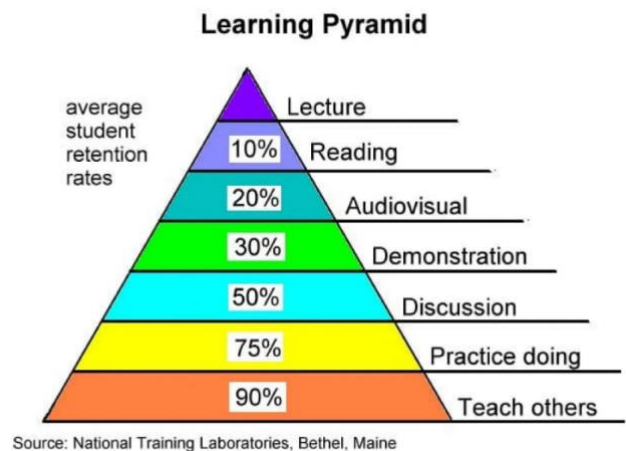 Learning Pyramid
average
student
retention
rates
Lecture
10% Reading
20% Audiovisual
30% Demonstration
50% Discussion
75% Practice doing
90% Teach others
Source: National Training Laboratories, Bethel, Maine